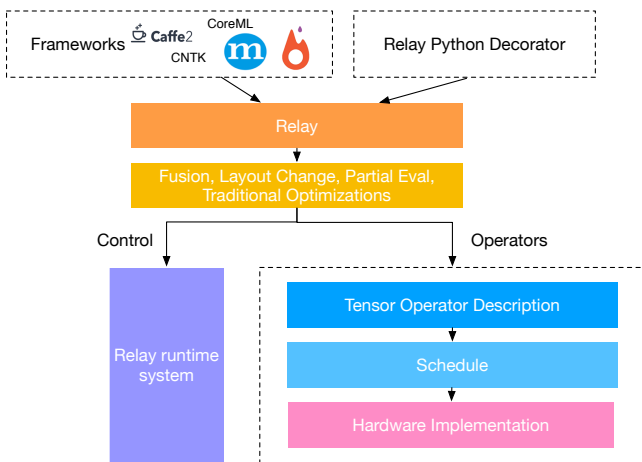 Frameworks
Caffe2
CoreML
CNTK
m
Relay Python Decorator
Relay
Fusion, Layout Change, Partial Eval,
Traditional Optimizations
Control
Operators
Relay runtime
system
Tensor Operator Description
Schedule
Hardware Implementation